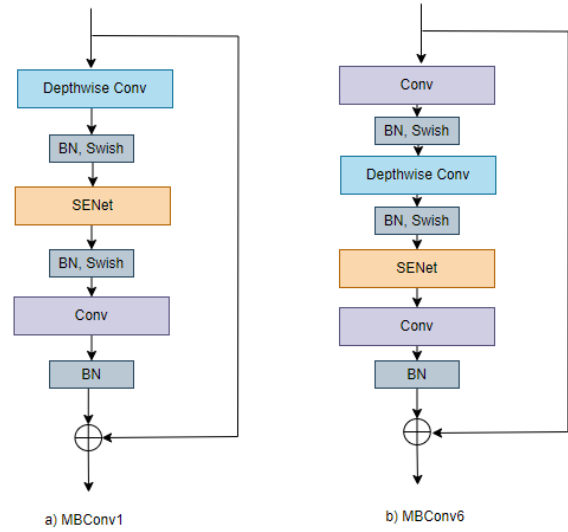 Depthwise Conv
BN, Swish
SENet
BN, Swish
Conv
BN
a) MBConv1
Conv
BN, Swish
Depthwise Conv
BN, Swish
SENet
Conv
BN
b) MBConv6